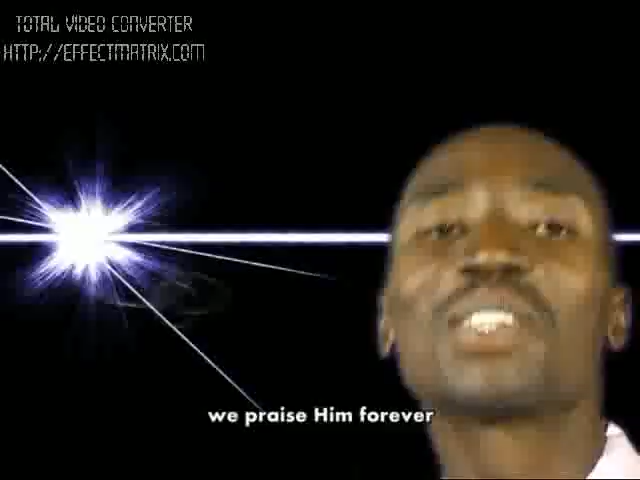 TOTAL VIDEO CONVERTER
HTTP://EFFECTMATRIX.COM
we praise Him forever